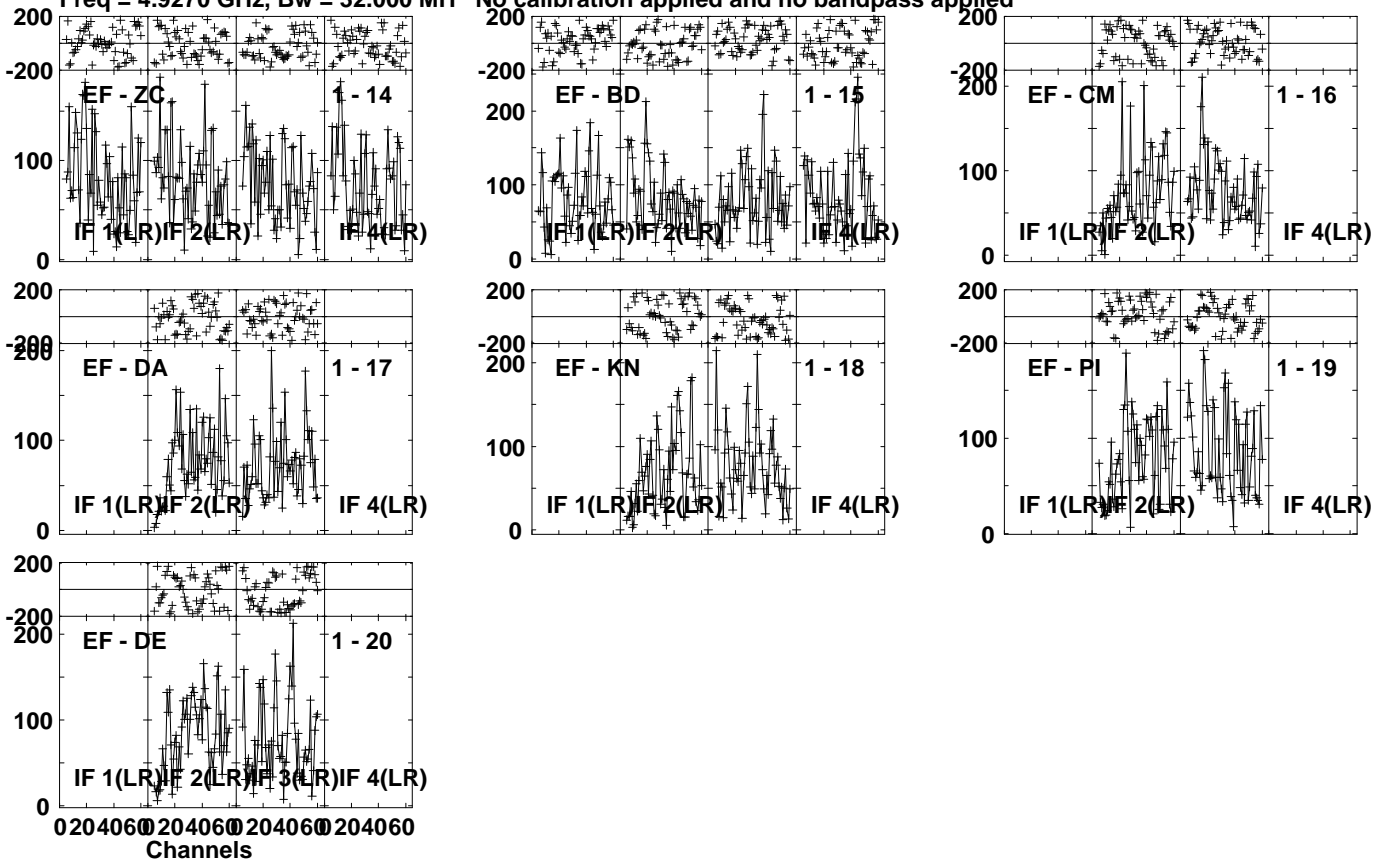 Freq = 4.9270 GHz, Bw = 32.000 MH No calibration applied and no bandpass applied
200
-200
200
100
0
EF - ZC
1 - 14
IF 1(LR)
IF 2(LR)
IF 4(LR)
200
-200
200
100
0
EF - BD
1 - 15
IF 1(LR)
IF 2(LR)
IF 4(LR)
200
-200
200
100
0
EF - CM
1 - 16
IF 1(LR)
IF 2(LR)
IF 4(LR)
200
-200
200
100
0
EF - DA
1 - 17
IF 1(LR)
IF 2(LR)
IF 4(LR)
200
-200
200
100
0
EF - KN
1 - 18
IF 1(LR)
IF 2(LR)
IF 4(LR)
200
-200
100
0
EF - PI
1 - 19
IF 1(LR)
IF 2(LR)
IF 4(LR)
200
-200
200
100
0
EF - DE
1 - 20
IF 1(LR)
IF 2(LR)
IF 3(LR)
IF 4(LR)
0 20 40 60 0 20 40 60 0 20 40 60 0 20 40 60
Channels